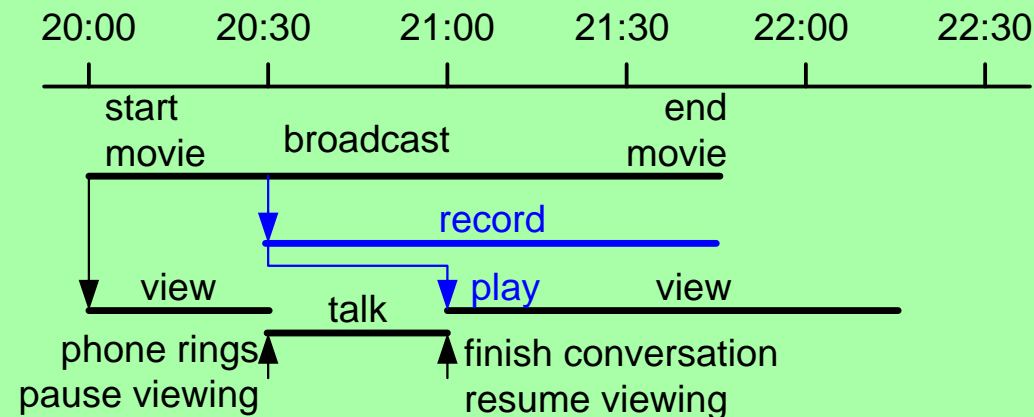 20:00 20:30 21:00 21:30 22:00 22:30
start end
movie broadcast movie
record
view play view
talk
phone rings finish conversation
pause viewing resume viewing